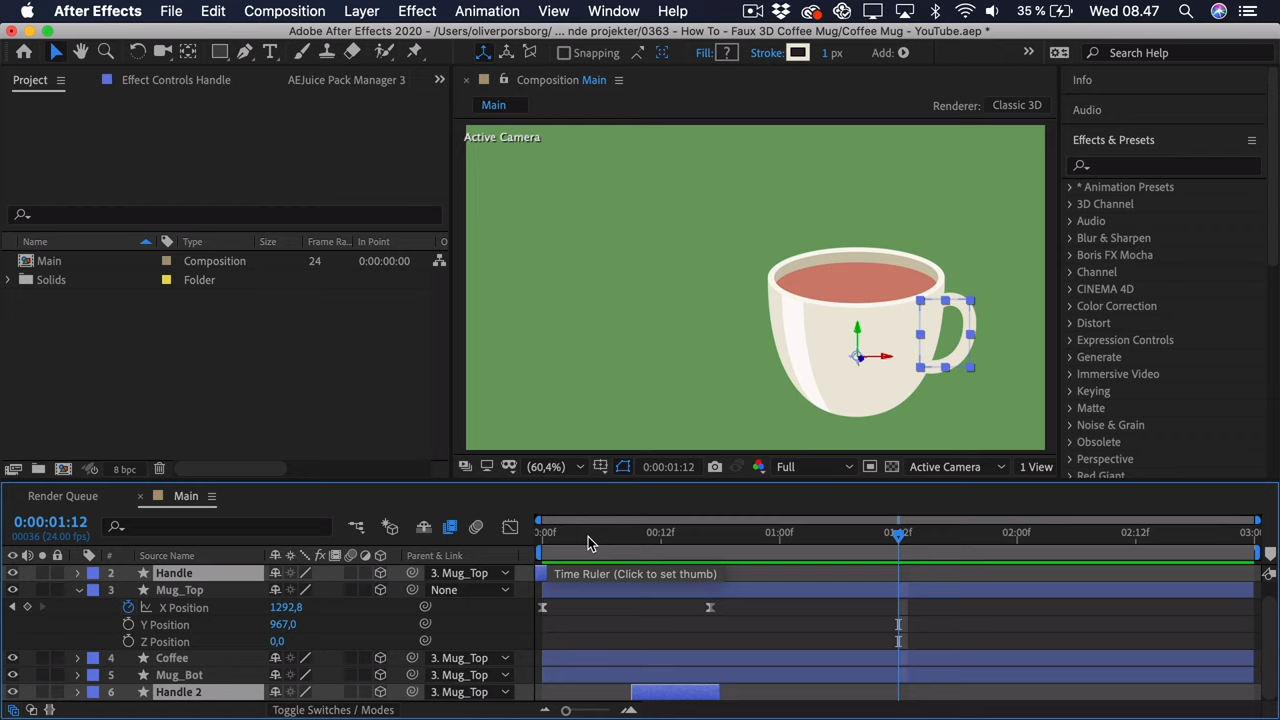 After Effects File Edit Composition Layer Effect Animation View Window Help 35 % Wed 08.47
Adobe After Effects 2020 - /Users/oliverporsborg/ ... nde projekter/0363 - How To - Faux 3D Coffee Mug/Coffee Mug - YouTube.aep *
Snapping Fill: ? Stroke: 1 px Add: Search Help
Project Effect Controls Handle AEJuice Pack Manager 3 Composition Main Info
Main Renderer: Classic 3D Audio
Active Camera Effects & Presets
* Animation Presets
3D Channel
Audio
Name Type Size Frame Ra... In Point O Blur & Sharpen
Main Composition 24 0:00:00:00 Boris FX Mocha
Solids Folder Channel
CINEMA 4D
Color Correction
Distort
Expression Controls
Generate
Immersive Video
Keying
Matte
Noise & Grain
Obsolete
Perspective
8 bpc (60,4%) 0:00:01:12 Full Active Camera 1 View Red Giant
Render Queue Main
0:00:01:12
00036 (24.00 fps) :00f 00:12f 01:00f 02:00f 02:12f 03:0
# Source Name Parent & Link
2 Handle 3. Mug_Top Time Ruler (Click to set thumb)
3 Mug_Top None
X Position 1292,8
Y Position 967,0
Z Position 0,0
4 Coffee 3. Mug_Top
5 Mug_Bot 3. Mug_Top
6 Handle 2 3. Mug_Top
Toggle Switches / Modes